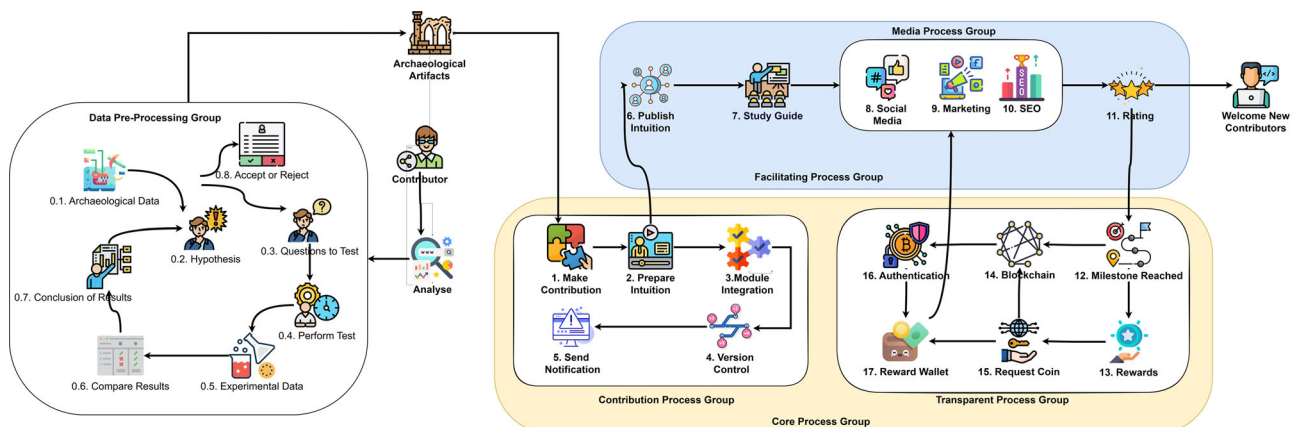 Archaeological
Artifacts
Data Pre-Processing Group
0.8. Accept or Reject
0.1. Archaeological Data
0.2. Hypothesis
0.3. Questions to Test
0.7. Conclusion of Results
0.4. Perform Test
0.6. Compare Results
0.5. Experimental Data
Contributor
Analyse
Media Process Group
6. Publish
Intuition
7. Study Guide
8. Social
Media
9. Marketing
10. SEO
SEO
11. Rating
Welcome New
Contributors
Facilitating Process Group
1. Make
Contribution
2. Prepare
Intuition
3.Module
Integration
5. Send
Notification
4. Version
Control
Contribution Process Group
16. Authentication
14. Blockchain
12. Milestone Reached
17. Reward Wallet
15. Request Coin
13. Rewards
Transparent Process Group
Core Process Group